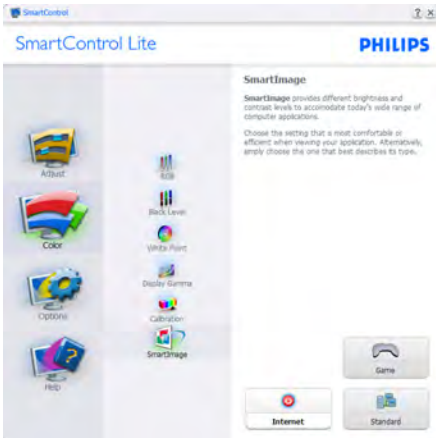 SmartControl
SmartControl Lite
PHILIPS
SmartImage
SmartImage provides different brightness and
contrast levels to accomodate today's wide range of
computer applications.
Choose the setting that is most comfortable or
efficient when viewing your application. Alternatively,
simply choose the one that best describes its type.
Adjust
Color
Options
Help
RGB
Black Level
White Point
Display Gamma
Calibration
SmartImage
Game
Internet
Standard